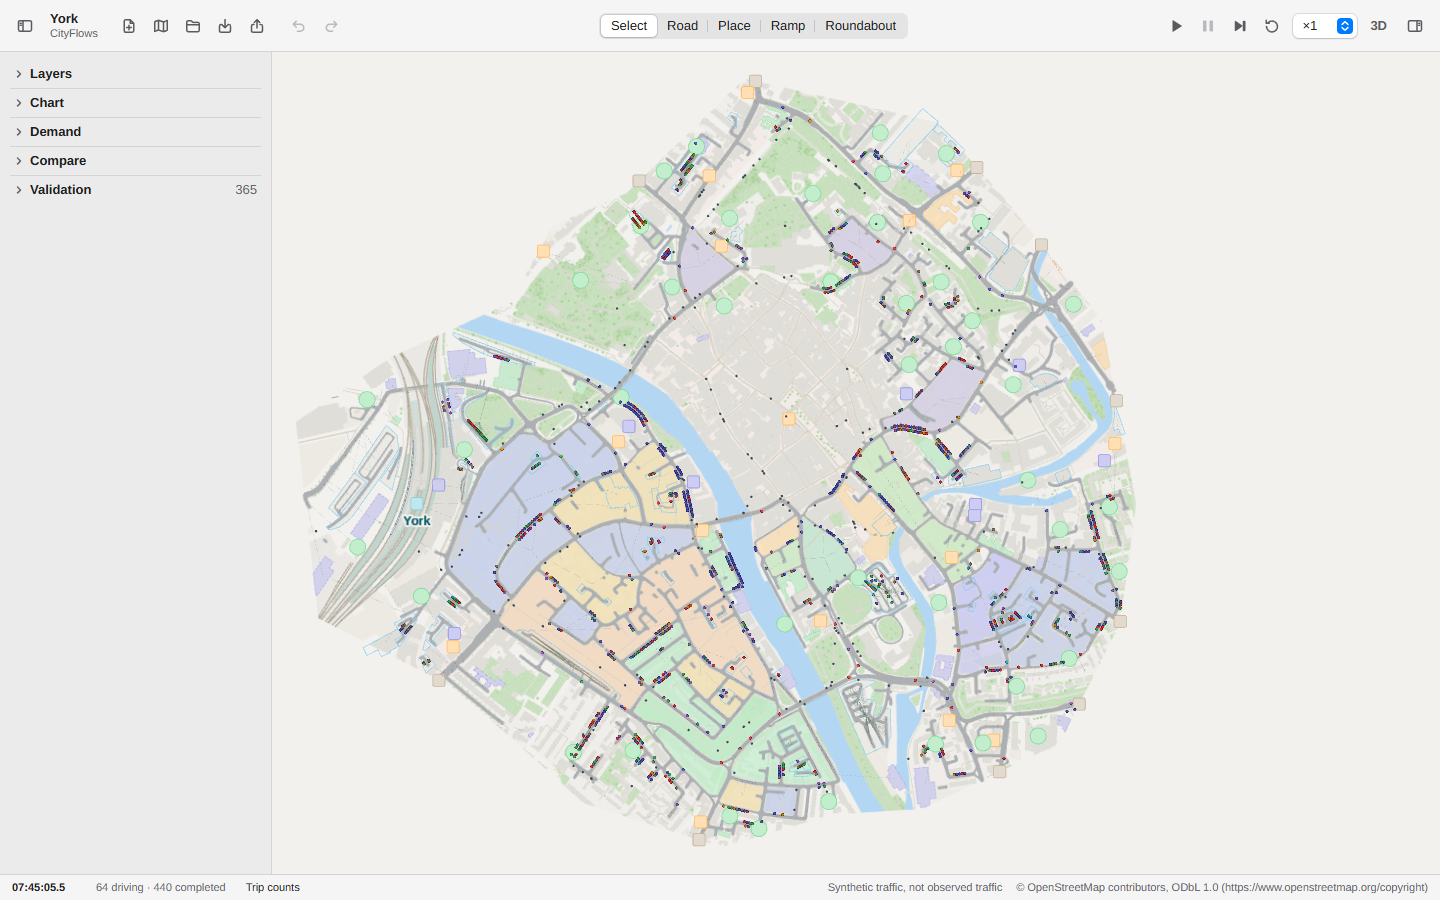 York
CityFlows
Select Road Place Ramp Roundabout
×1
3D
Layers
Chart
Demand
Compare
Validation 365
York
07:45:05.5
64 driving · 440 completed
Trip counts
Synthetic traffic, not observed traffic
© OpenStreetMap contributors, ODbL 1.0 (https://www.openstreetmap.org/copyright)